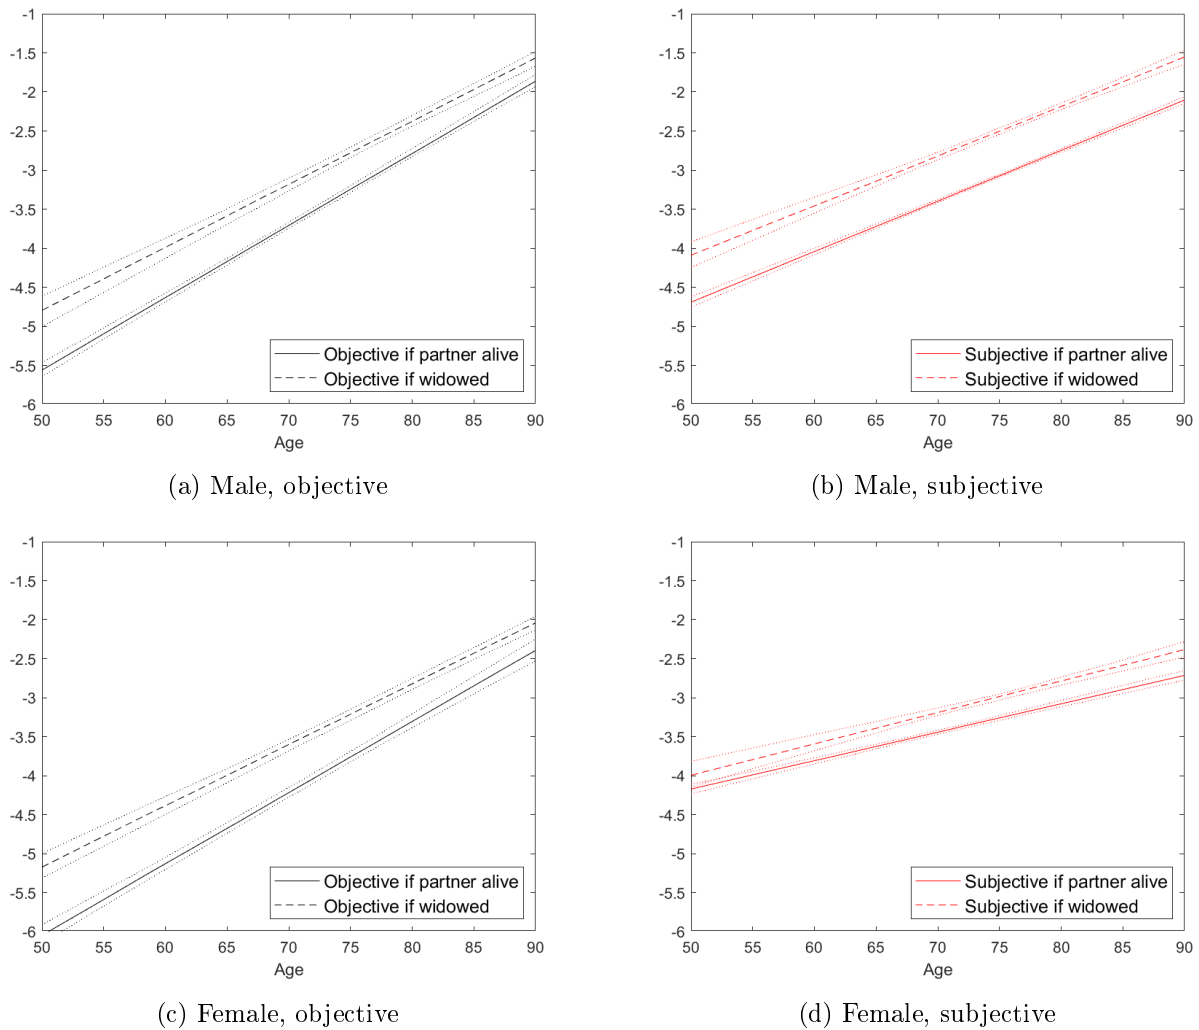 -1
-1.5
-2
-2.5
-3
-3.5
-4
-4.5
-5
-5.5
-6
50 55 60 65 70 75 80 85 90
Age
Objective if partner alive
Objective if widowed
(a) Male, objective
-1
-1.5
-2
-2.5
-3
-3.5
-4
-4.5
-5
-5.5
-6
50 55 60 65 70 75 80 85 90
Age
Subjective if partner alive
Subjective if widowed
(b) Male, subjective
-1
-1.5
-2
-2.5
-3
-3.5
-4
-4.5
-5
-5.5
-6
50 55 60 65 70 75 80 85 90
Age
Objective if partner alive
Objective if widowed
(c) Female, objective
-1
-1.5
-2
-2.5
-3
-3.5
-4
-4.5
-5
-5.5
-6
50 55 60 65 70 75 80 85 90
Age
Subjective if partner alive
Subjective if widowed
(d) Female, subjective